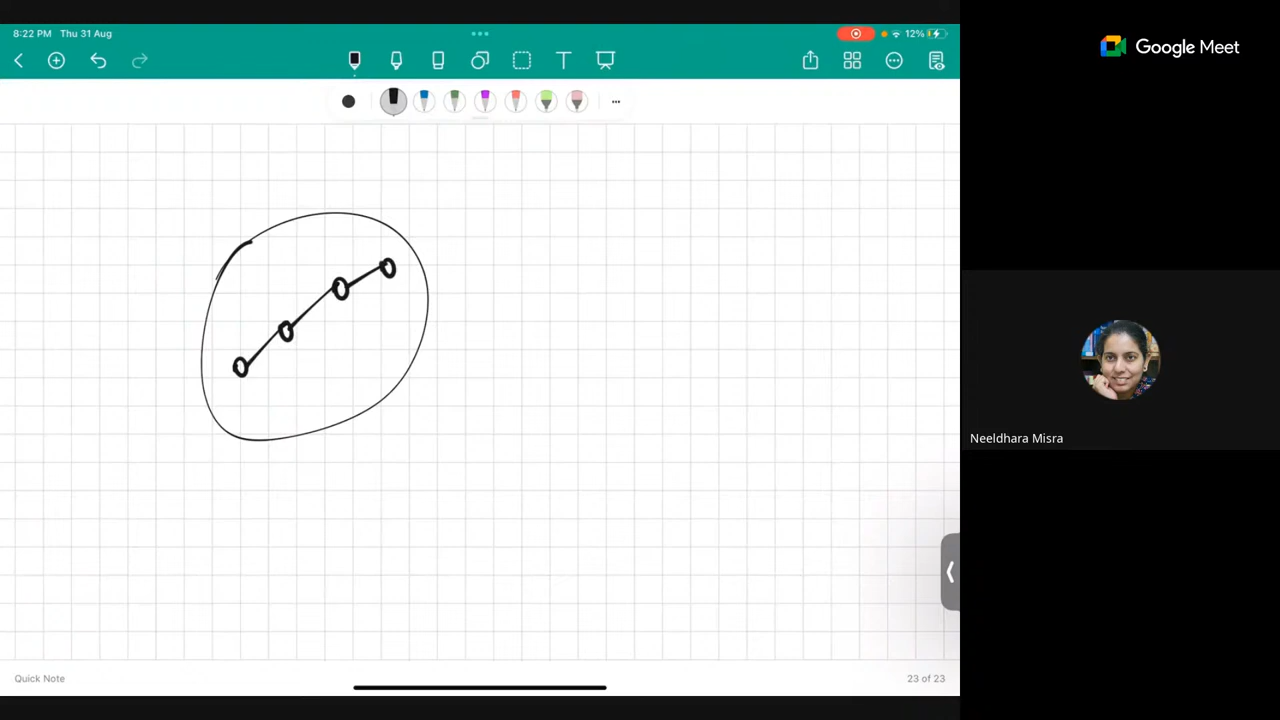 8:22 PM Thu 31 Aug
12%
Google Meet
T
Neeldhara Misra
Quick Note
23 of 23